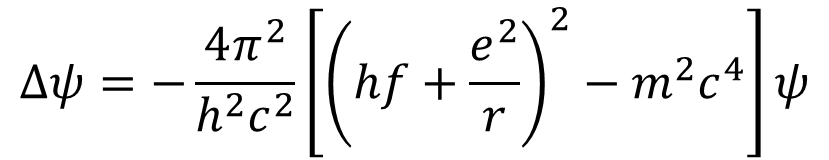 Δψ = − 4π²/h²c² [(hf + e²/r)² − m²c⁴] ψ